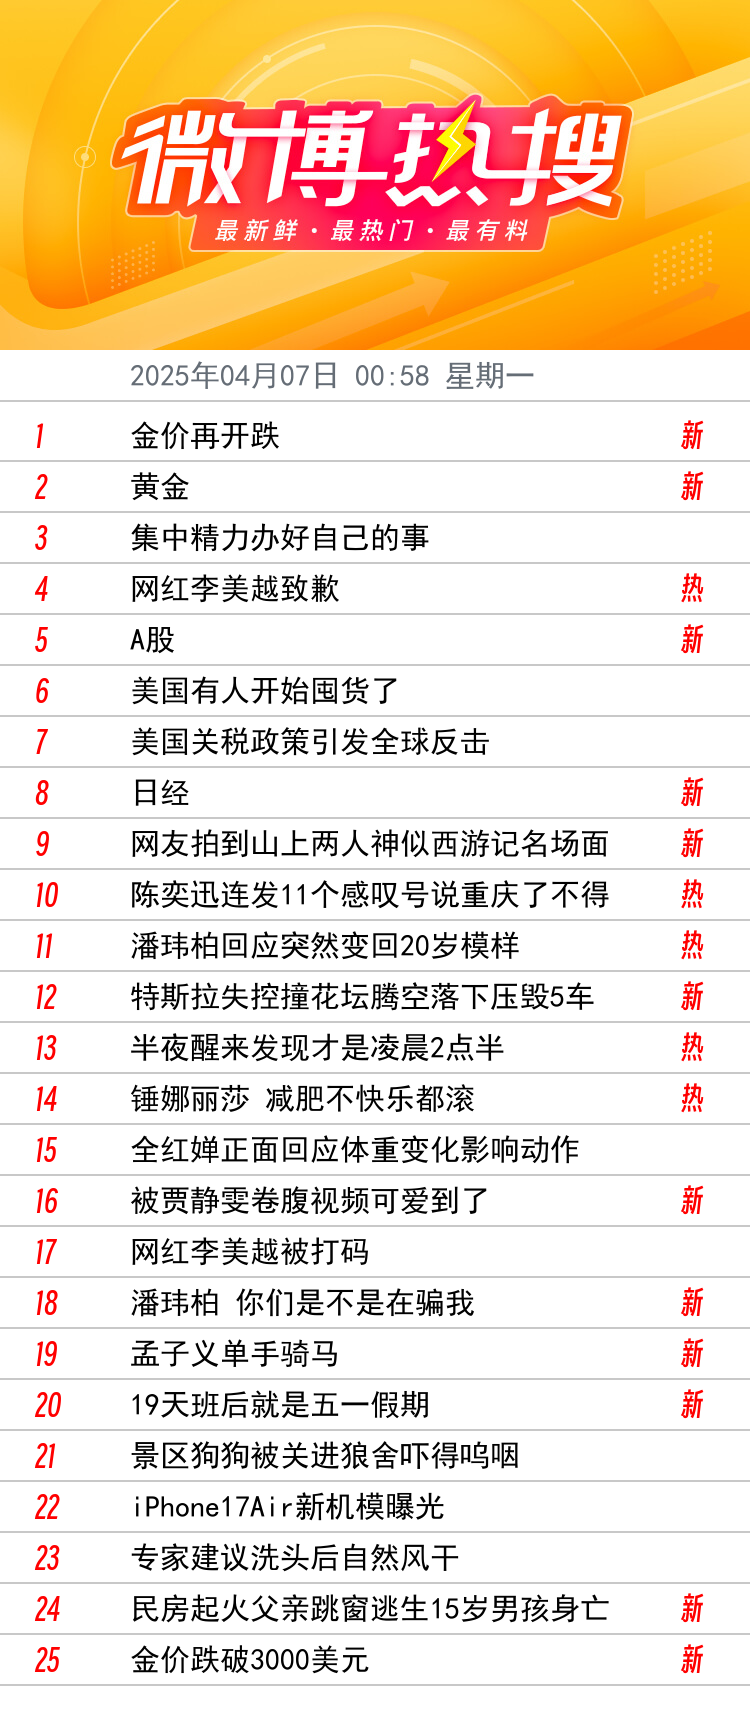 微博热搜
最新鲜·最热门·最有料
2025年04月07日 00:58 星期一
1 金价再开跌 新
2 黄金 新
3 集中精力办好自己的事
4 网红李美越致歉 热
5 A股 新
6 美国有人开始囤货了
7 美国关税政策引发全球反击
8 日经 新
9 网友拍到山上两人神似西游记名场面 新
10 陈奕迅连发11个感叹号说重庆了不得 热
11 潘玮柏回应突然变回20岁模样 热
12 特斯拉失控撞花坛腾空落下压毁5车 新
13 半夜醒来发现才是凌晨2点半 热
14 锤娜丽莎 减肥不快乐都滚 热
15 全红婵正面回应体重变化影响动作
16 被贾静雯卷腹视频可爱到了 新
17 网红李美越被打码
18 潘玮柏 你们是不是在骗我 新
19 孟子义单手骑马 新
20 19天班后就是五一假期 新
21 景区狗狗被关进狼舍吓得呜咽
22 iPhone17Air新机模曝光
23 专家建议洗头后自然风干
24 民房起火父亲跳窗逃生15岁男孩身亡 新
25 金价跌破3000美元 新